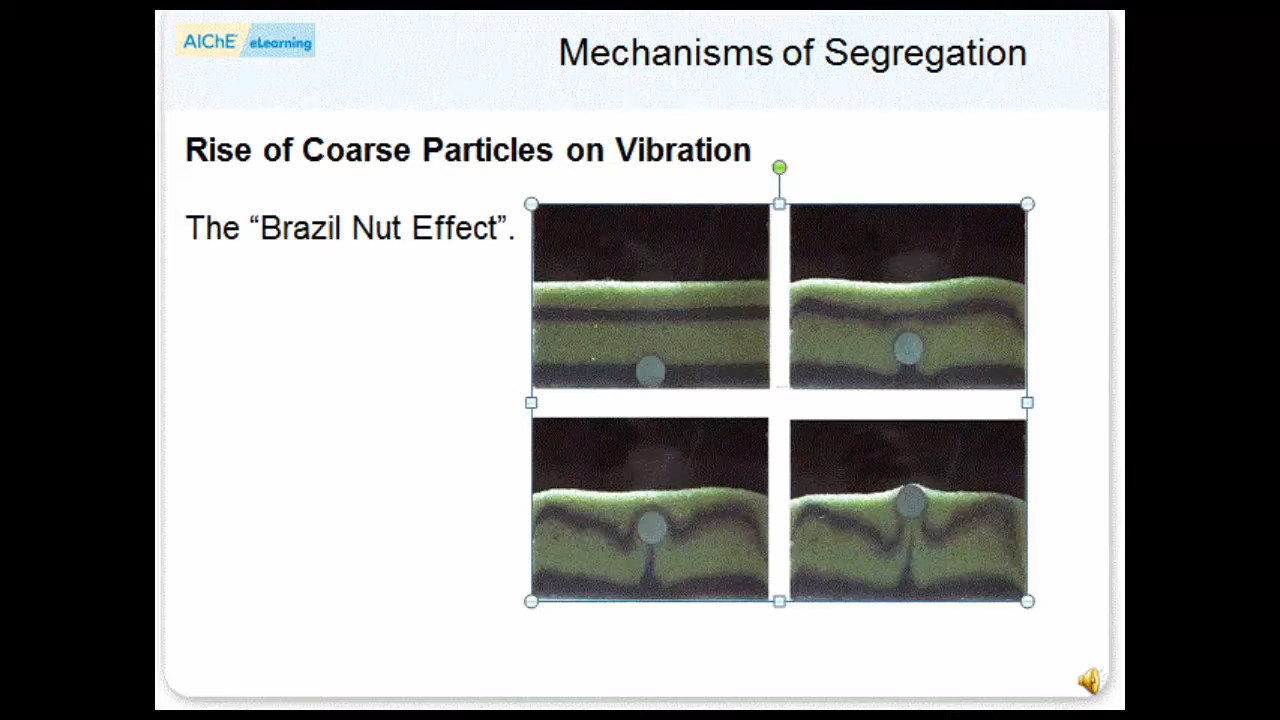 AIChE eLearning
Mechanisms of Segregation
Rise of Coarse Particles on Vibration
The “Brazil Nut Effect”.